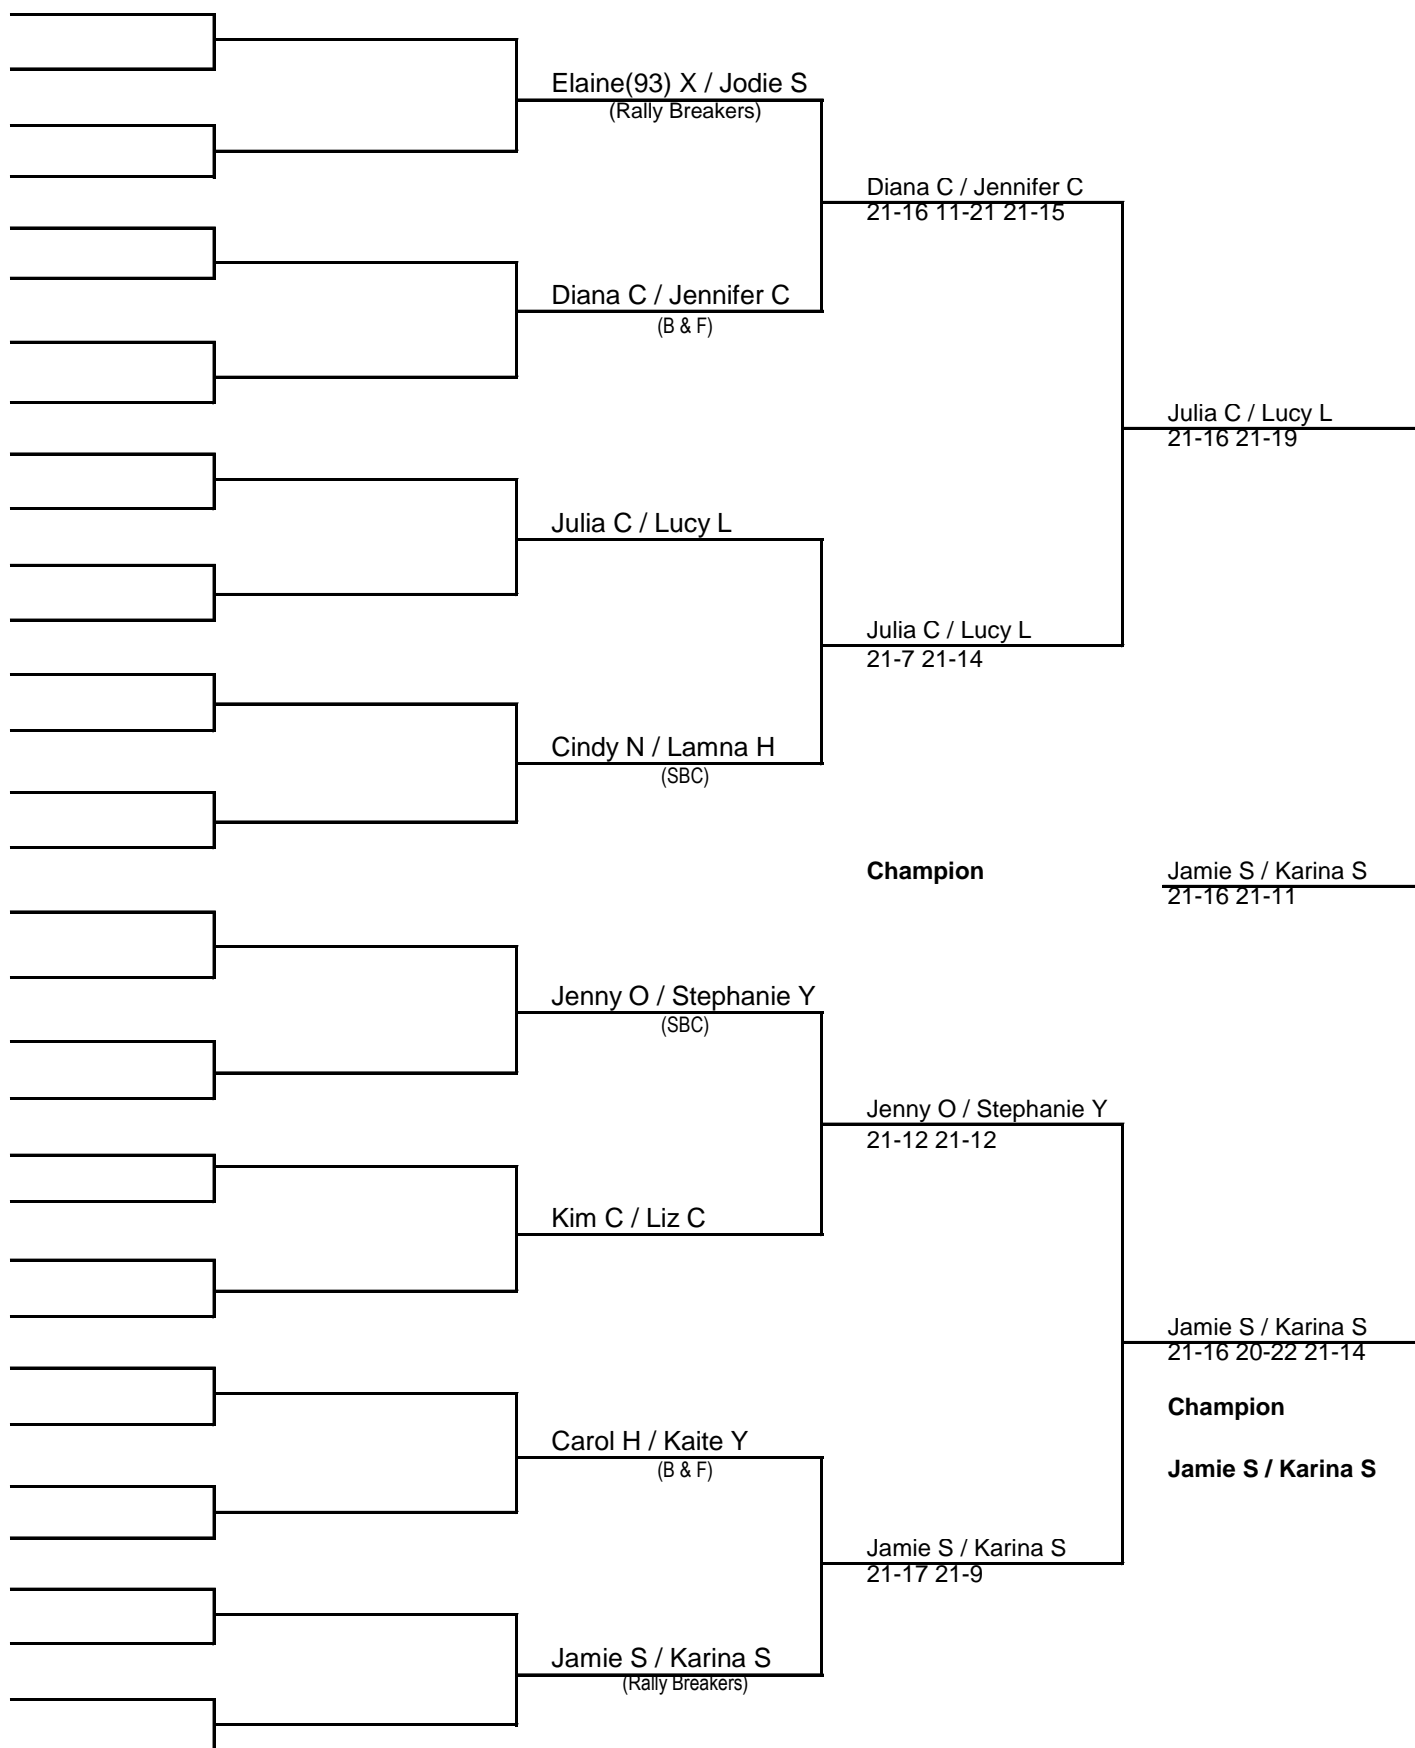 Elaine(93) X / Jodie S
(Rally Breakers)
Diana C / Jennifer C
21-16 11-21 21-15
Diana C / Jennifer C
(B & F)
Julia C / Lucy L
21-16 21-19
Julia C / Lucy L
Julia C / Lucy L
21-7 21-14
Cindy N / Lamna H
(SBC)
Champion
Jamie S / Karina S
21-16 21-11
Jenny O / Stephanie Y
(SBC)
Jenny O / Stephanie Y
21-12 21-12
Kim C / Liz C
Jamie S / Karina S
21-16 20-22 21-14
Champion
Carol H / Kaite Y
(B & F)
Jamie S / Karina S
Jamie S / Karina S
21-17 21-9
Jamie S / Karina S
(Rally Breakers)